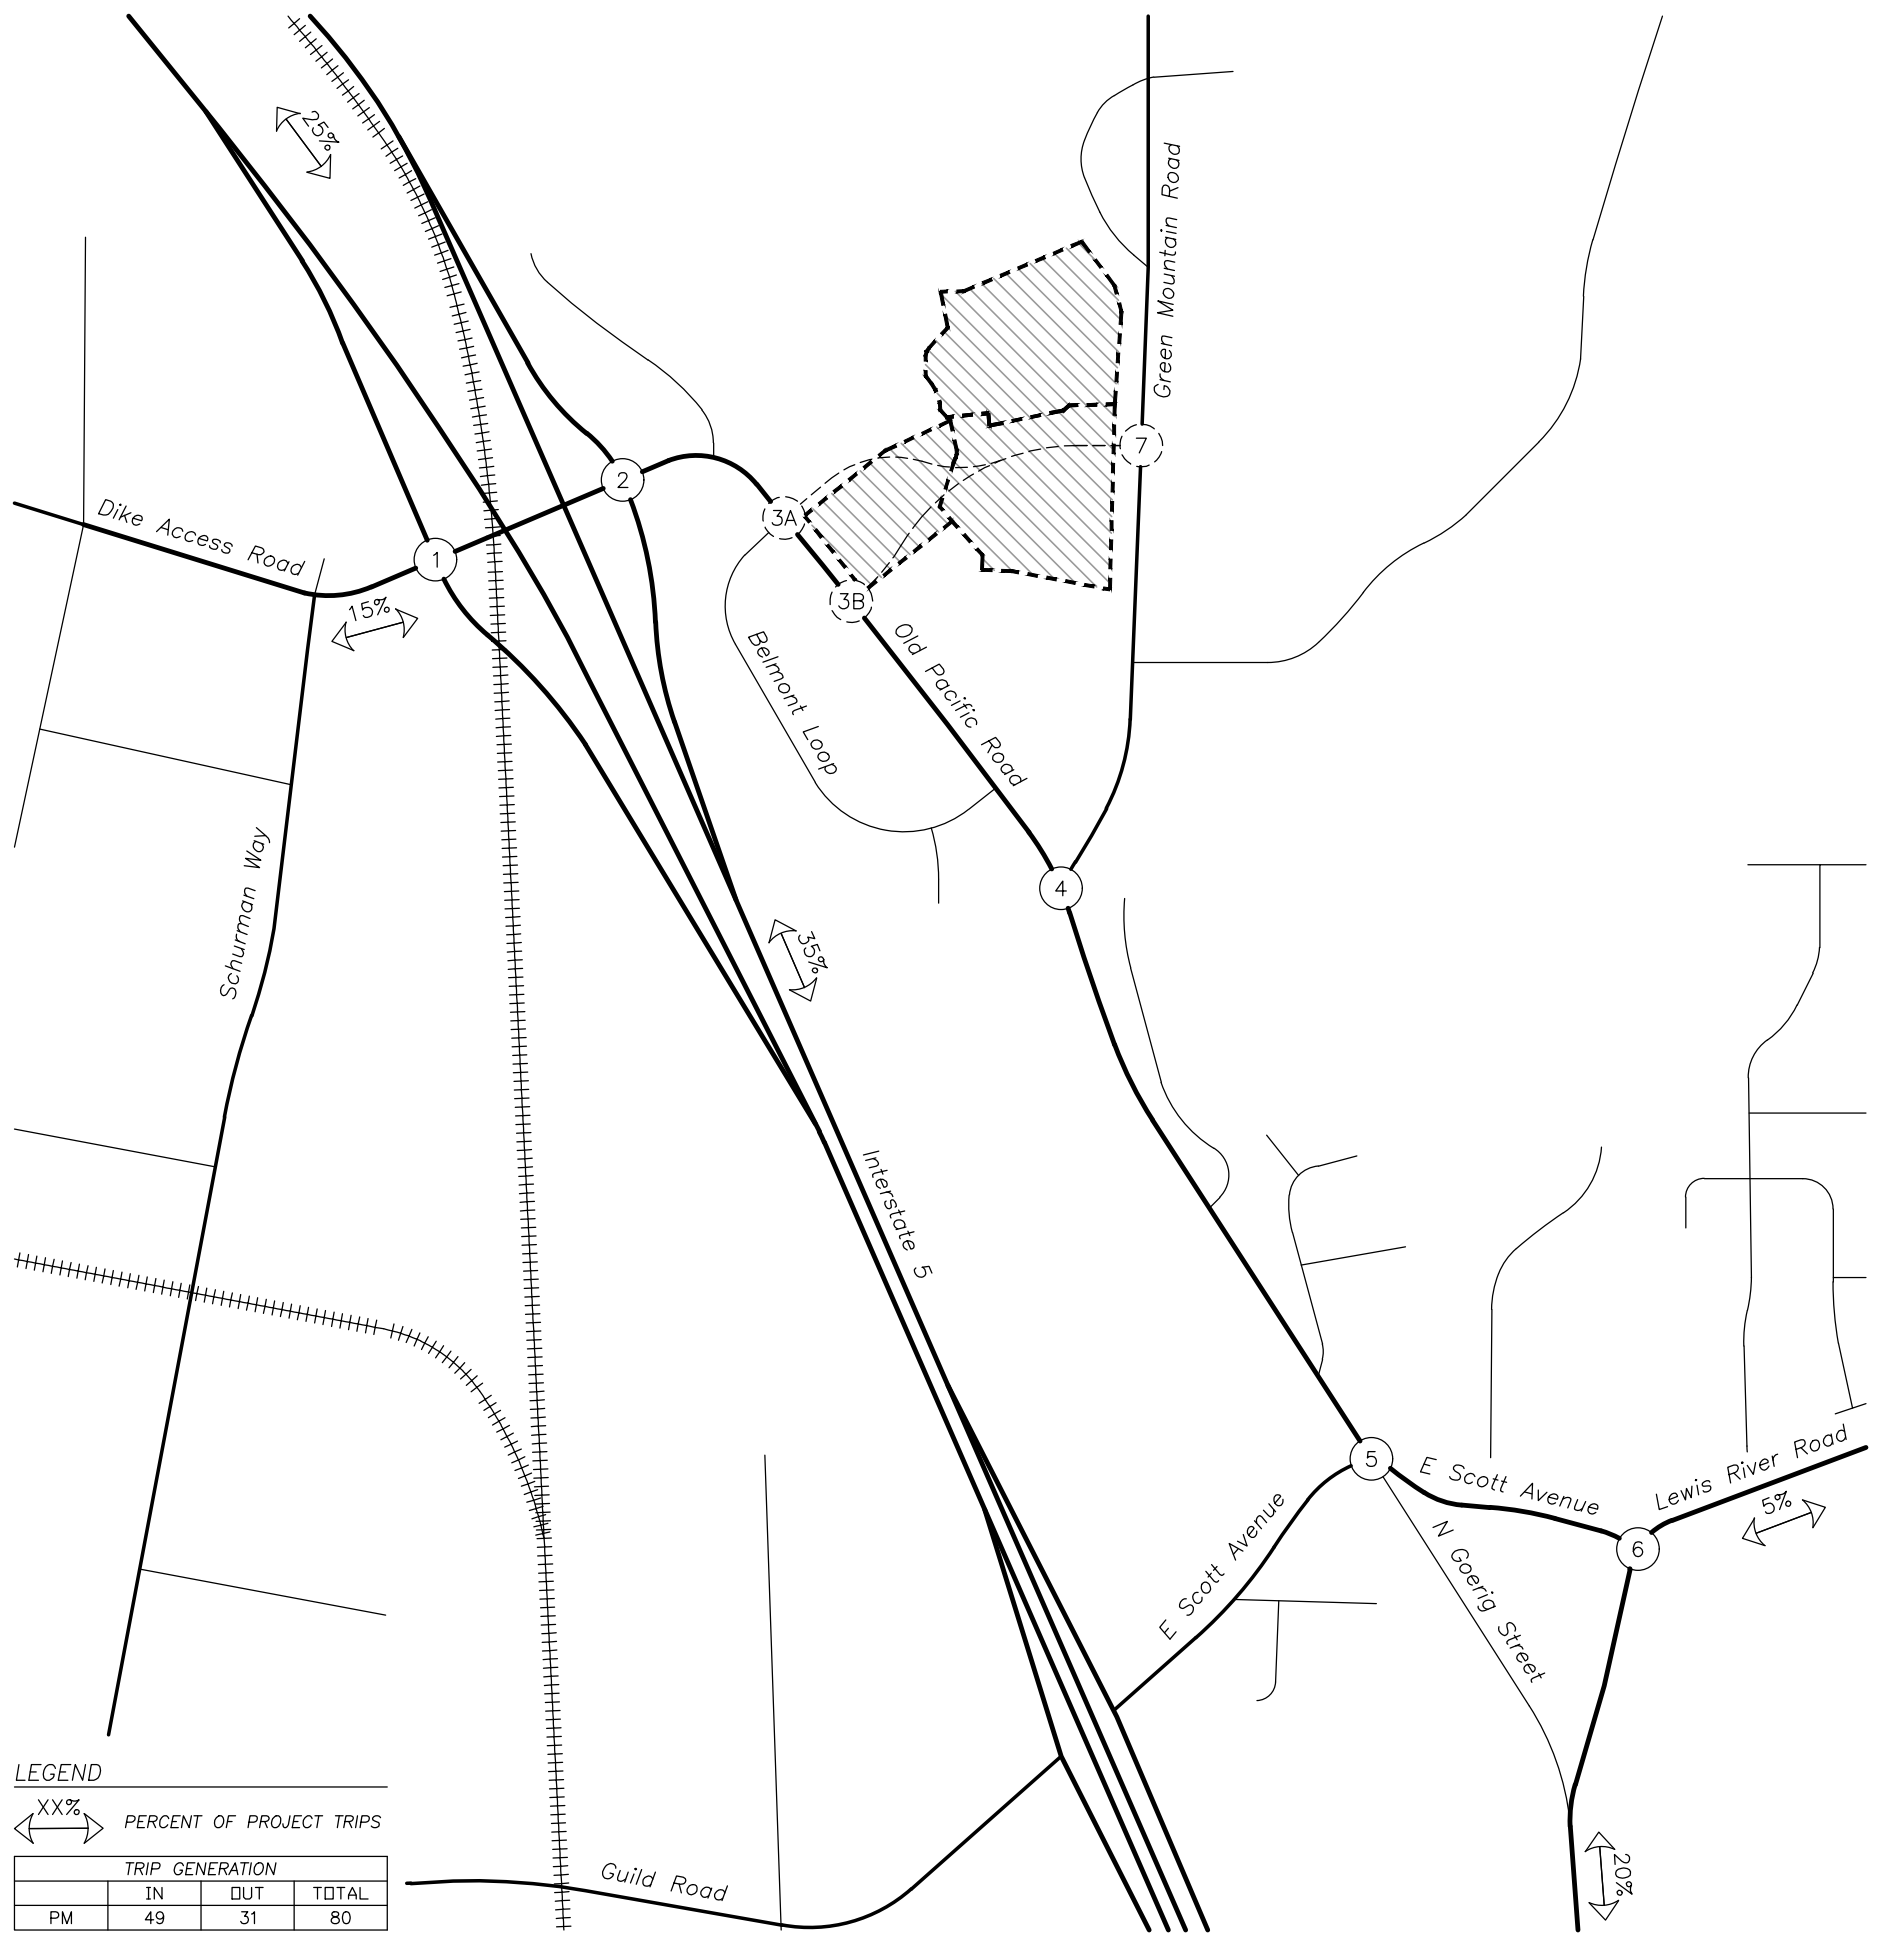 25%
Green Mountain Road
7
2
3A
Dike Access Road
1
15%
3B
Old Pacific Road
Belmont Loop
4
Schurman Way
35%
Interstate 5
5
E Scott Avenue
Lewis River Road
5%
6
E Scott Avenue
N Goerig Street
20%
Guild Road
LEGEND
XX%
PERCENT OF PROJECT TRIPS
TRIP GENERATION
IN OUT TOTAL
PM 49 31 80